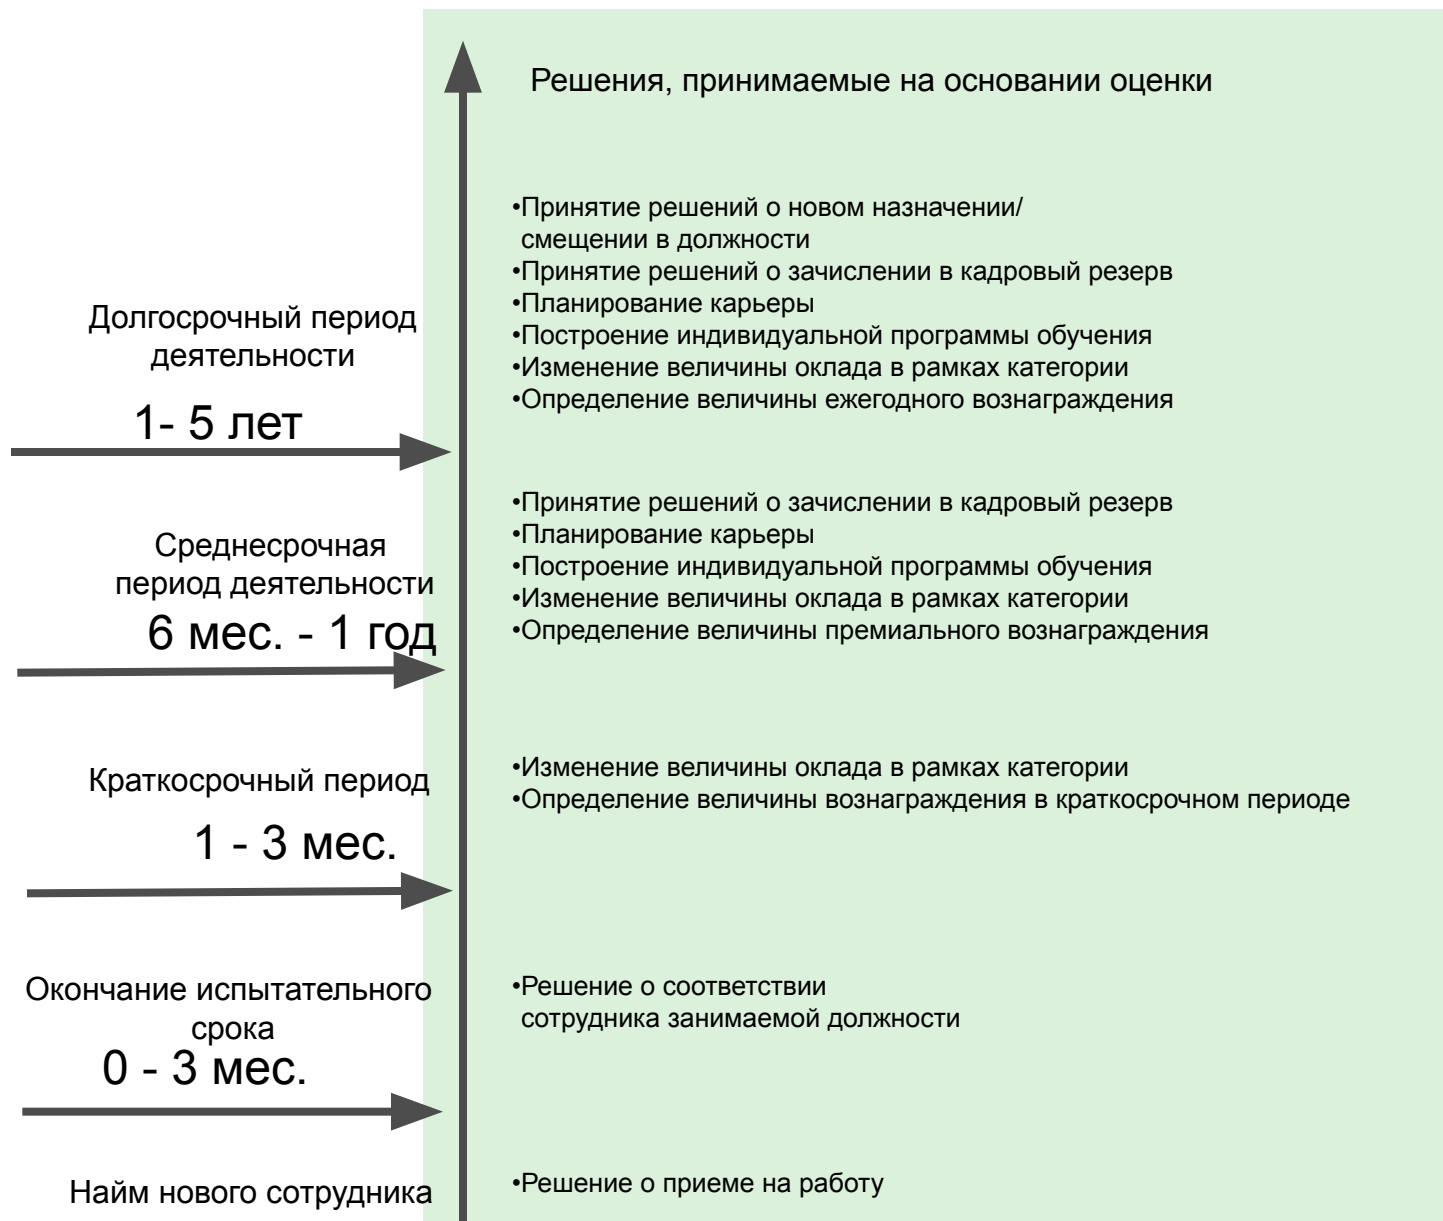 Решения, принимаемые на основании оценки
•Принятие решений о новом назначении/
смещении в должности
•Принятие решений о зачислении в кадровый резерв
•Планирование карьеры
•Построение индивидуальной программы обучения
•Изменение величины оклада в рамках категории
•Определение величины ежегодного вознаграждения
Долгосрочный период
деятельности
1- 5 лет
•Принятие решений о зачислении в кадровый резерв
•Планирование карьеры
•Построение индивидуальной программы обучения
•Изменение величины оклада в рамках категории
•Определение величины премиального вознаграждения
Среднесрочная
период деятельности
6 мес. - 1 год
•Изменение величины оклада в рамках категории
•Определение величины вознаграждения в краткосрочном периоде
Краткосрочный период
1 - 3 мес.
•Решение о соответствии
сотрудника занимаемой должности
Окончание испытательного
срока
0 - 3 мес.
•Решение о приеме на работу
Найм нового сотрудника